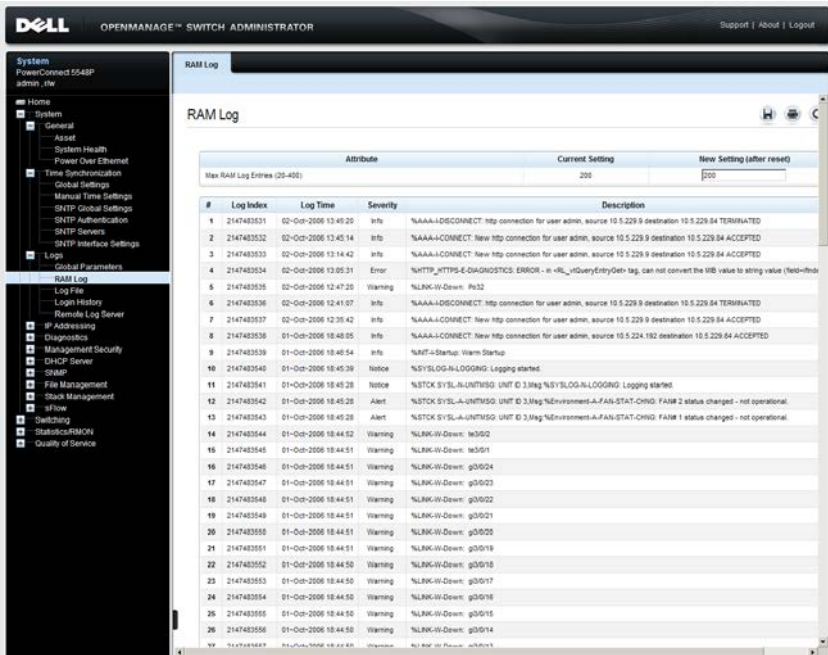 DELL OPENMANAGE™ SWITCH ADMINISTRATOR Support | About | Logout
System
PowerConnect 5548P
admin , r/w
Home
System
General
Asset
System Health
Power Over Ethernet
Time Synchronization
Global Settings
Manual Time Settings
SNTP Global Settings
SNTP Authentication
SNTP Servers
SNTP Interface Settings
Logs
Global Parameters
RAM Log
Log File
Login History
Remote Log Server
IP Addressing
Diagnostics
Management Security
DHCP Server
SNMP
File Management
Stack Management
sFlow
Switching
Statistics/RMON
Quality of Service
RAM Log
RAM Log
Attribute Current Setting New Setting (after reset)
Max RAM Log Entries (20-400) 200 200
# Log Index Log Time Severity Description
1 2147483531 02-Oct-2006 13:45:20 Info %AAA-I-DISCONNECT: http connection for user admin, source 10.5.229.9 destination 10.5.229.84 TERMINATED
2 2147483532 02-Oct-2006 13:45:14 Info %AAA-I-CONNECT: New http connection for user admin, source 10.5.229.9 destination 10.5.229.84 ACCEPTED
3 2147483533 02-Oct-2006 13:14:42 Info %AAA-I-CONNECT: New http connection for user admin, source 10.5.229.9 destination 10.5.229.84 ACCEPTED
4 2147483534 02-Oct-2006 13:05:31 Error %HTTP_HTTPS-E-DIAGNOSTICS: ERROR - in <RL_vtQueryEntryGet> tag, can not convert the MIB value to string value (field=ifInde
5 2147483535 02-Oct-2006 12:47:20 Warning %LINK-W-Down: Po32
6 2147483536 02-Oct-2006 12:41:07 Info %AAA-I-DISCONNECT: http connection for user admin, source 10.5.229.9 destination 10.5.229.84 TERMINATED
7 2147483537 02-Oct-2006 12:35:42 Info %AAA-I-CONNECT: New http connection for user admin, source 10.5.229.9 destination 10.5.229.84 ACCEPTED
8 2147483538 01-Oct-2006 18:48:05 Info %AAA-I-CONNECT: New http connection for user admin, source 10.5.224.192 destination 10.5.229.84 ACCEPTED
9 2147483539 01-Oct-2006 18:46:54 Info %INIT-I-Startup: Warm Startup
10 2147483540 01-Oct-2006 18:45:39 Notice %SYSLOG-N-LOGGING: Logging started.
11 2147483541 01-Oct-2006 18:45:28 Notice %STCK SYSL-N-UNITMSG: UNIT ID 3,Msg:%SYSLOG-N-LOGGING: Logging started.
12 2147483542 01-Oct-2006 18:45:28 Alert %STCK SYSL-A-UNITMSG: UNIT ID 3,Msg:%Environment-A-FAN-STAT-CHNG: FAN# 2 status changed - not operational.
13 2147483543 01-Oct-2006 18:45:28 Alert %STCK SYSL-A-UNITMSG: UNIT ID 3,Msg:%Environment-A-FAN-STAT-CHNG: FAN# 1 status changed - not operational.
14 2147483544 01-Oct-2006 18:44:52 Warning %LINK-W-Down: te3/0/2
15 2147483545 01-Oct-2006 18:44:51 Warning %LINK-W-Down: te3/0/1
16 2147483546 01-Oct-2006 18:44:51 Warning %LINK-W-Down: gi3/0/24
17 2147483547 01-Oct-2006 18:44:51 Warning %LINK-W-Down: gi3/0/23
18 2147483548 01-Oct-2006 18:44:51 Warning %LINK-W-Down: gi3/0/22
19 2147483549 01-Oct-2006 18:44:51 Warning %LINK-W-Down: gi3/0/21
20 2147483550 01-Oct-2006 18:44:51 Warning %LINK-W-Down: gi3/0/20
21 2147483551 01-Oct-2006 18:44:51 Warning %LINK-W-Down: gi3/0/19
22 2147483552 01-Oct-2006 18:44:50 Warning %LINK-W-Down: gi3/0/18
23 2147483553 01-Oct-2006 18:44:50 Warning %LINK-W-Down: gi3/0/17
24 2147483554 01-Oct-2006 18:44:50 Warning %LINK-W-Down: gi3/0/16
25 2147483555 01-Oct-2006 18:44:50 Warning %LINK-W-Down: gi3/0/15
26 2147483556 01-Oct-2006 18:44:50 Warning %LINK-W-Down: gi3/0/14